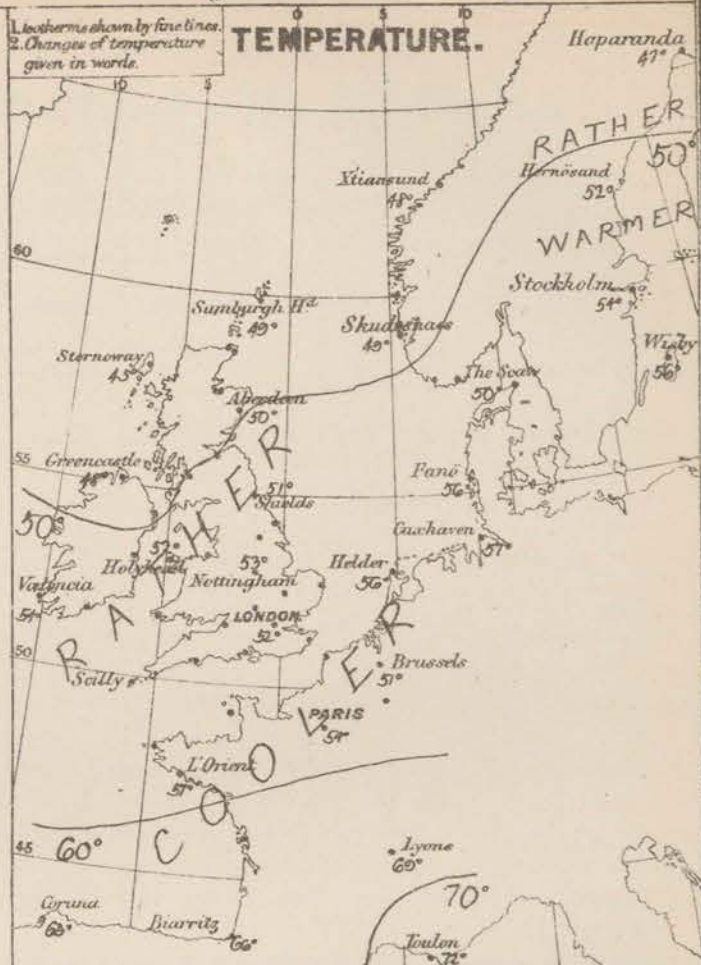 1. Isotherms shown by fine lines.
2. Changes of temperature
given in words.
TEMPERATURE.
0 10
10 5 0 5
Haparanda
47°
RATHER
50°
Hernösand
52°
Xtiansund
48°
WARMER
60
Stockholm
54°
Sumburgh Hd
49°
Skudesnaes
49°
Wisby
56°
Stornoway
45°
The Scaw
50°
Aberdeen
50°
55
Greencastle
48°
Fanö
56°
51°
Shields
50°
Cuxhaven
57°
Holyhead
53°
Nottingham
Helder
56°
Valencia
LONDON
52°
RATHER
50
Scilly
Brussels
51°
PARIS
54°
L'Orient
57°
COOLER
60°
45
Lyons
69°
70°
Coruna
Biarritz
66°
Toulon
72°